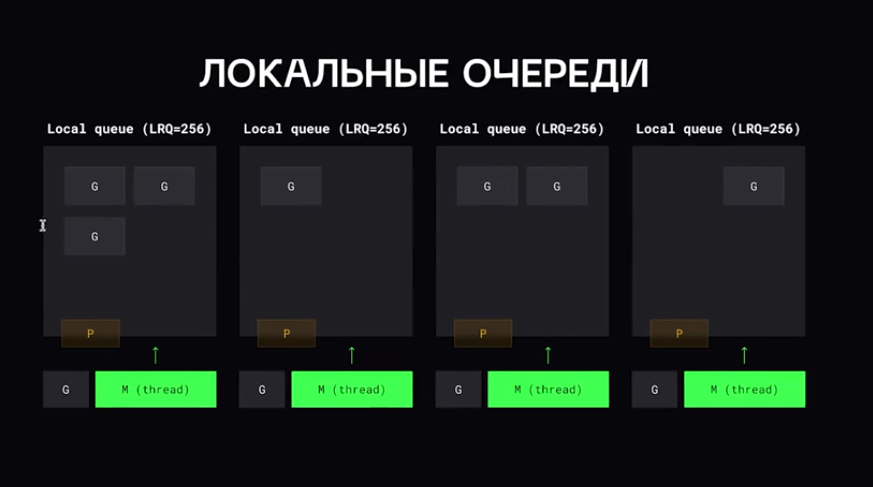 ЛОКАЛЬНЫЕ ОЧЕРЕДИ
Local queue (LRQ=256) Local queue (LRQ=256) Local queue (LRQ=256) Local queue (LRQ=256)
G G G G G G
G
P P P P
G M (thread) G M (thread) G M (thread) G M (thread)